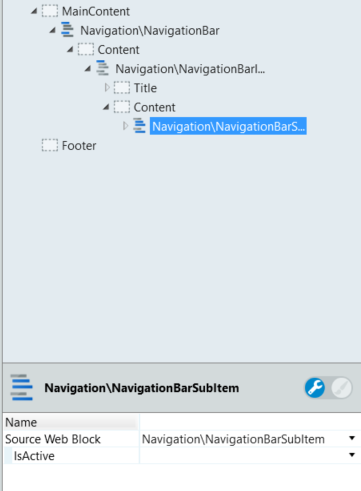 MainContent
Navigation\NavigationBar
Content
Navigation\NavigationBarI...
Title
Content
Navigation\NavigationBarS...
Footer
Navigation\NavigationBarSubItem
Name
Source Web Block Navigation\NavigationBarSubItem
IsActive